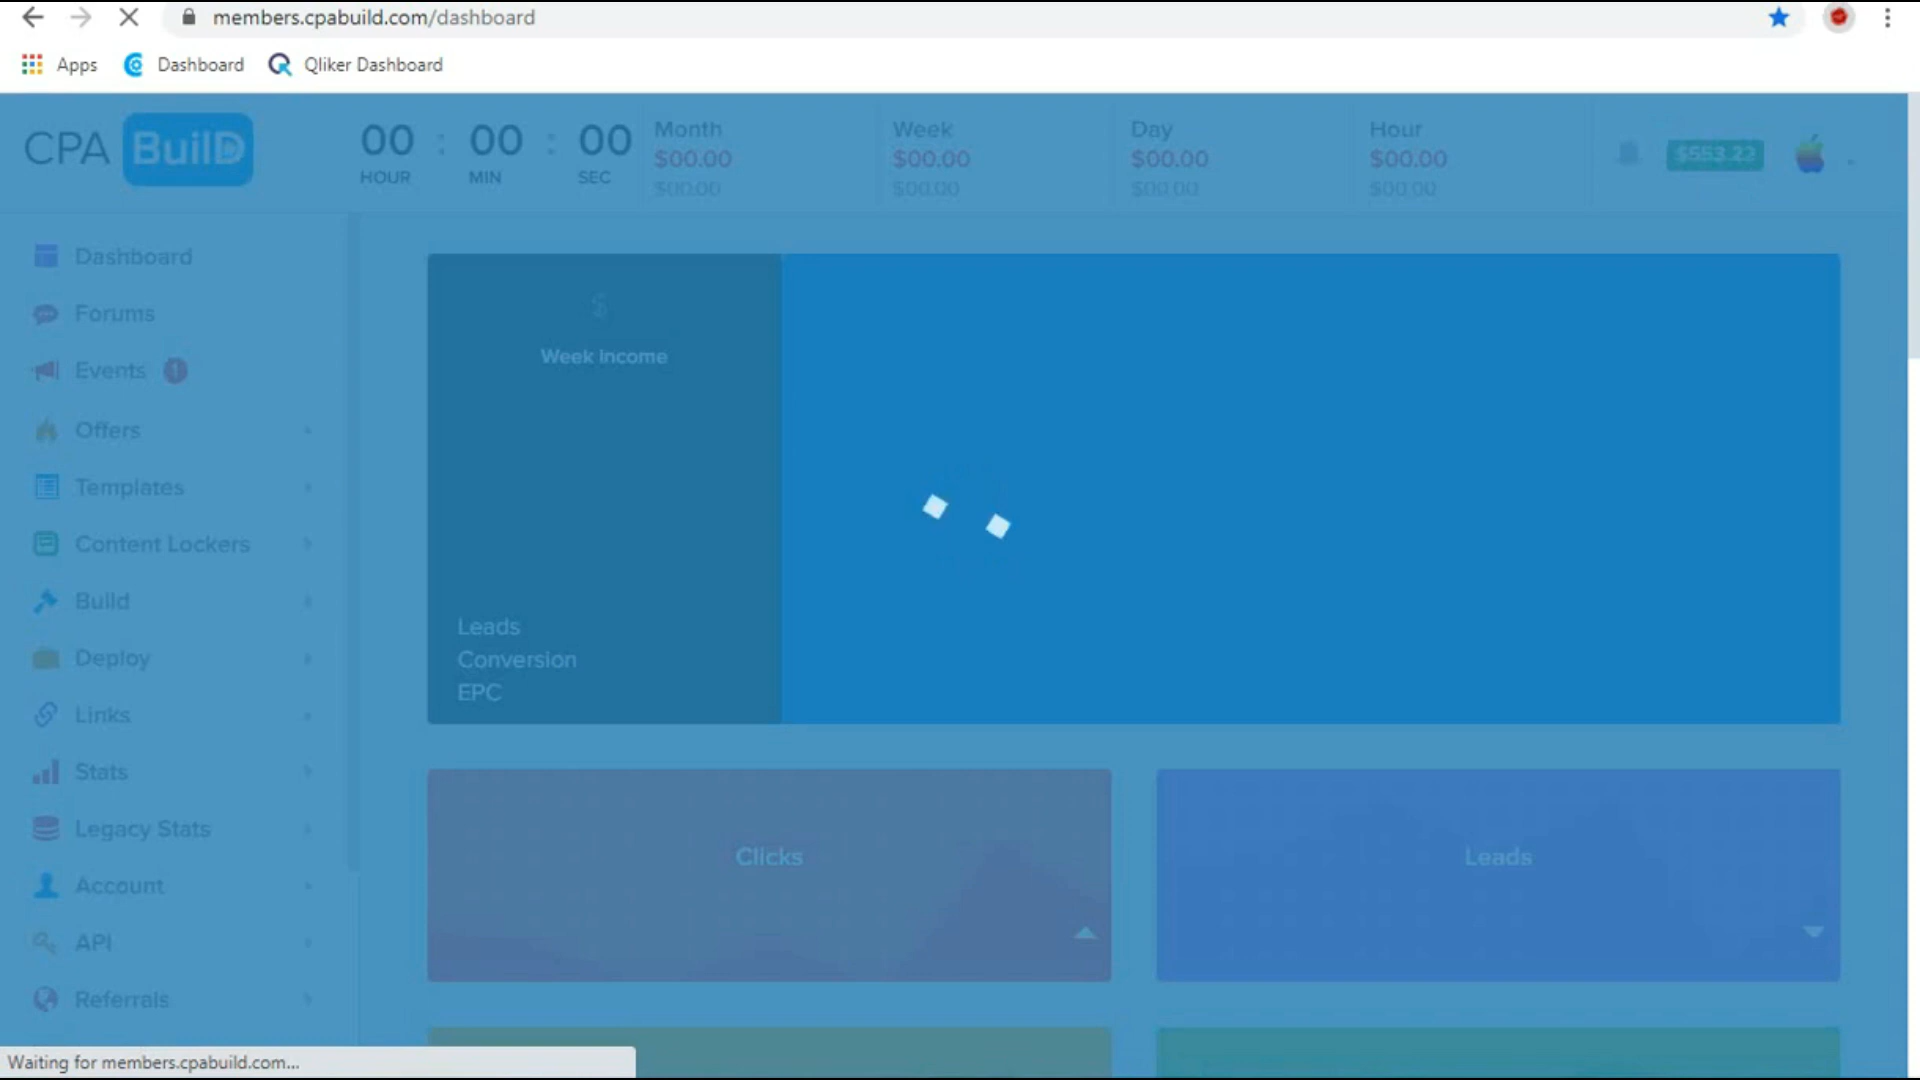 members.cpabuild.com/dashboard
Apps Dashboard Qliker Dashboard
CPA BuilD
00 : 00 : 00
HOUR MIN SEC
Month
$00.00
$00.00
Week
$00.00
$00.00
Day
$00.00
$00.00
Hour
$00.00
$00.00
$553.22
Dashboard
Forums
Events 1
Offers
Templates
Content Lockers
Build
Deploy
Links
Stats
Legacy Stats
Account
API
Referrals
$
Week Income
Leads
Conversion
EPC
Clicks
Leads
Waiting for members.cpabuild.com...